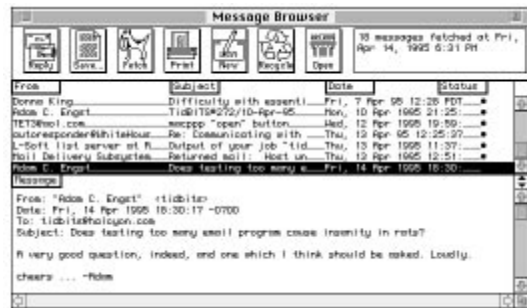 Message Browser
Reply Save... Fetch Print New Recycle Open
18 messages fetched at Fri,
Apr 14, 1995 6:31 PM
From Subject Date Status
Donna King Difficulty with essenti... Fri, 7 Apr 95 12:28 PDT
Adam C. Engst TidBITS#272/10-Apr-95 Mon, 10 Apr 1995 21:25:
TET3@aol.com "open" button... Wed, 12 Apr 1995 19:59:
autoresponder@WhiteHouse Re: Communicating with Thu, 13 Apr 95 12:25:37
L-Soft list server at Output of your job "tid Thu, 13 Apr 1995 11:37:
Mail Delivery Subsystem Returned mail: Host un Thu, 13 Apr 1995 12:51:
Adam C. Engst Does testing too many e Fri, 14 Apr 1995 18:30:
Message
From: "Adam C. Engst" <tidbits>
Date: Fri, 14 Apr 1995 18:30:17 -0700
To: tidbits@halcyon.com
Subject: Does testing too many email program cause insanity in rats?
A very good question, indeed, and one which I think should be asked. Loudly.
cheers ... -Adam